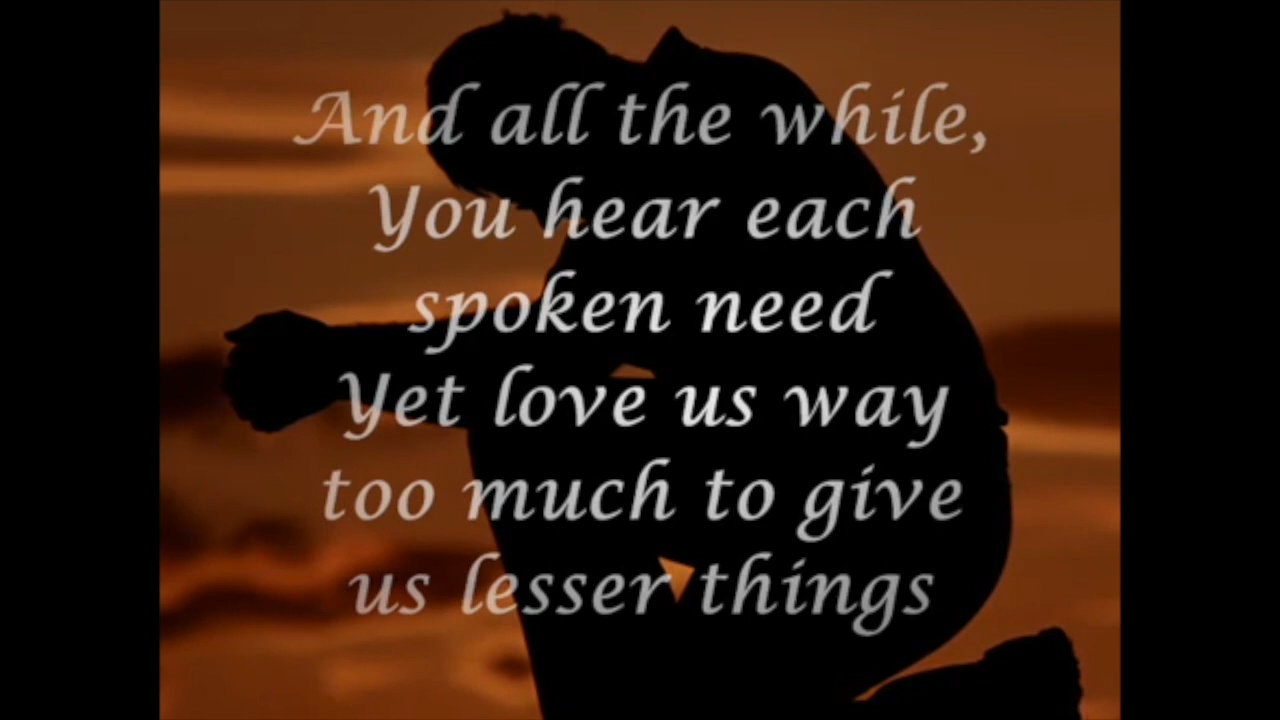 And all the while,
You hear each
spoken need
Yet love us way
too much to give
us lesser things